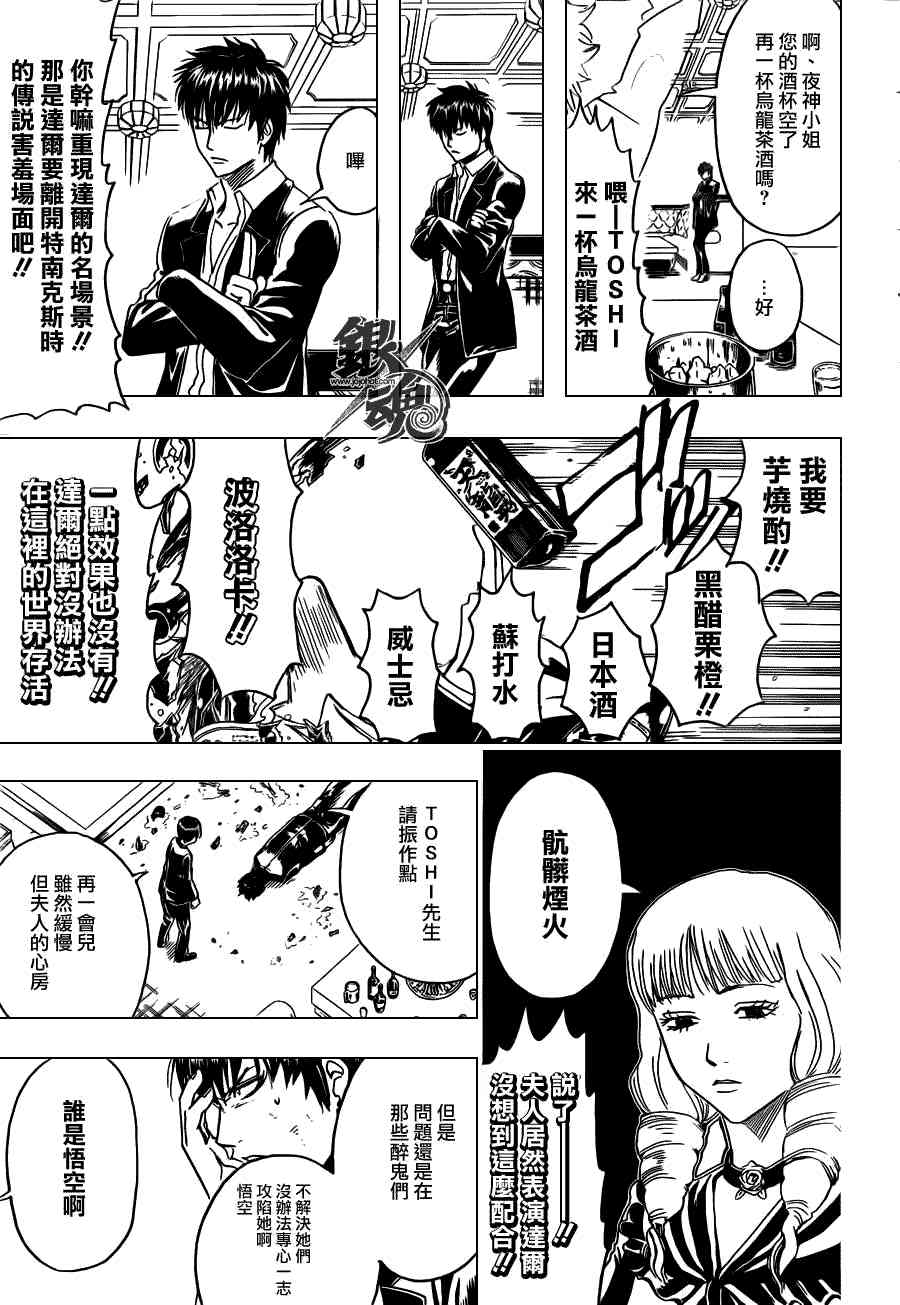 啊、夜神小姐
您的酒杯空了
再一杯烏龍茶酒嗎？
…好
喂—TOSHI
來一杯烏龍茶酒
嗶
你幹嘛重現達爾的名場景!!
那是達爾要離開特南克斯時
的傳說害羞場面吧!!
銀魂
www.jojohot.com
我要
芋燒酌!!
黑醋栗橙!!
日本酒
蘇打水
威士忌
波洛洛卡!!
一點效果也沒有!!
達爾絕對沒辦法
在這裡的世界存活
骯髒煙火
說了——!!
夫人居然表演達爾
沒想到這麼配合!!
TOSHI先生
請振作點
再一會兒
雖然緩慢
但夫人的心房
但是
問題還是在
那些醉鬼們
不解決她們
沒辦法專心一志
攻陷她啊
悟空
誰是悟空啊